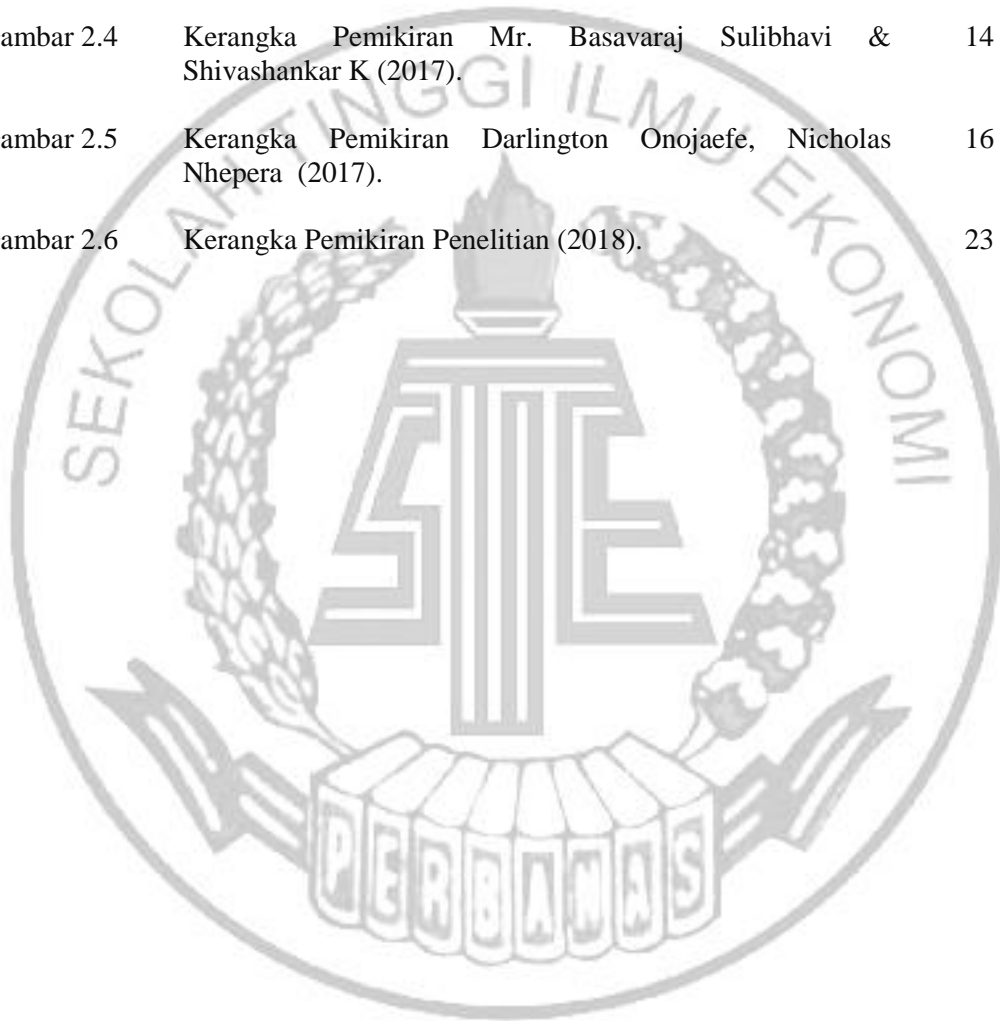 ambar 2.4 Kerangka Pemikiran Mr. Basavaraj Sulibhavi & 14
Shivashankar K (2017).
ambar 2.5 Kerangka Pemikiran Darlington Onojaefe, Nicholas 16
Nhepera (2017).
ambar 2.6 Kerangka Pemikiran Penelitian (2018). 23
SEKOLAH TINGGI ILMU EKONOMI
STIE
PERBANAS